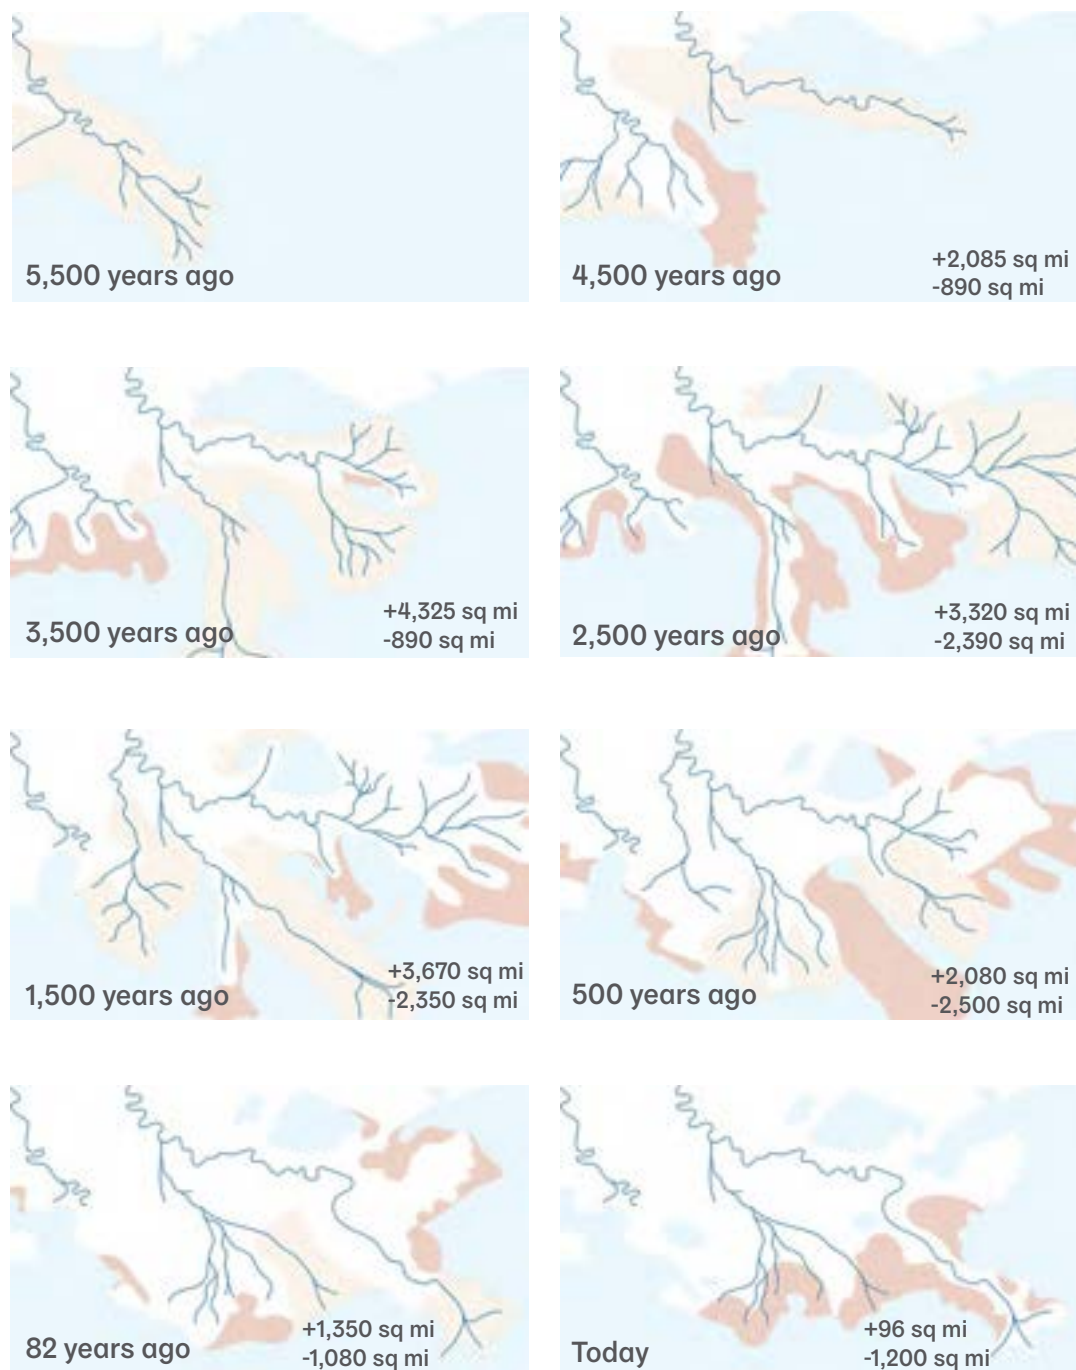 5,500 years ago
4,500 years ago
+2,085 sq mi
-890 sq mi
3,500 years ago
+4,325 sq mi
-890 sq mi
2,500 years ago
+3,320 sq mi
-2,390 sq mi
1,500 years ago
+3,670 sq mi
-2,350 sq mi
500 years ago
+2,080 sq mi
-2,500 sq mi
82 years ago
+1,350 sq mi
-1,080 sq mi
Today
+96 sq mi
-1,200 sq mi